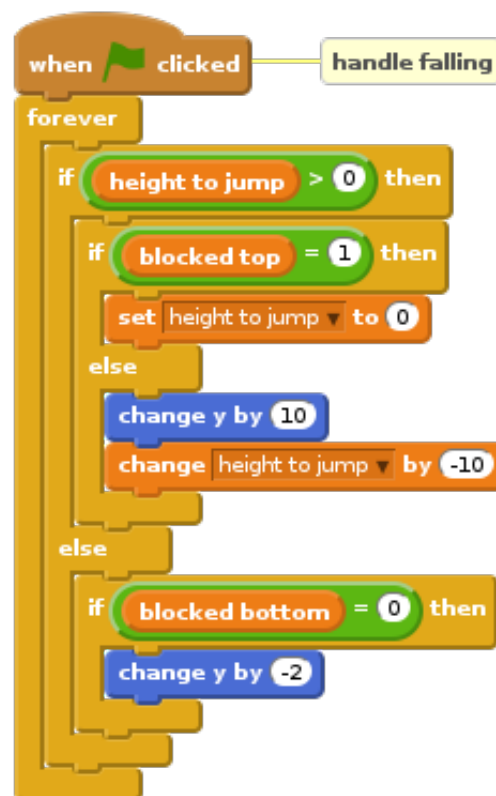 when clicked handle falling
forever
if height to jump > 0 then
if blocked top = 1 then
set height to jump to 0
else
change y by 10
change height to jump by -10
else
if blocked bottom = 0 then
change y by -2